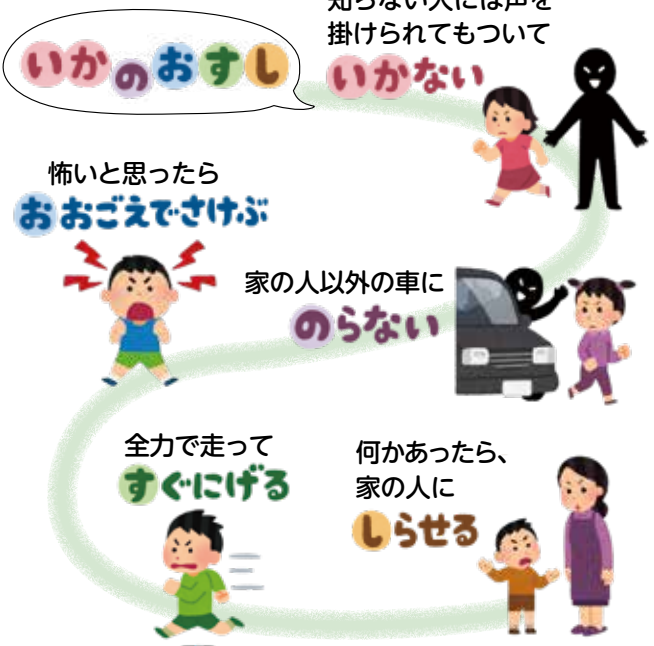 いかのおすし
知らない人には声を
掛けられてもついて
いかない
家の人以外の車に
のらない
怖いと思ったら
おおごえでさけぶ
全力で走って
すぐにげる
何かあったら、
家の人に
しらせる